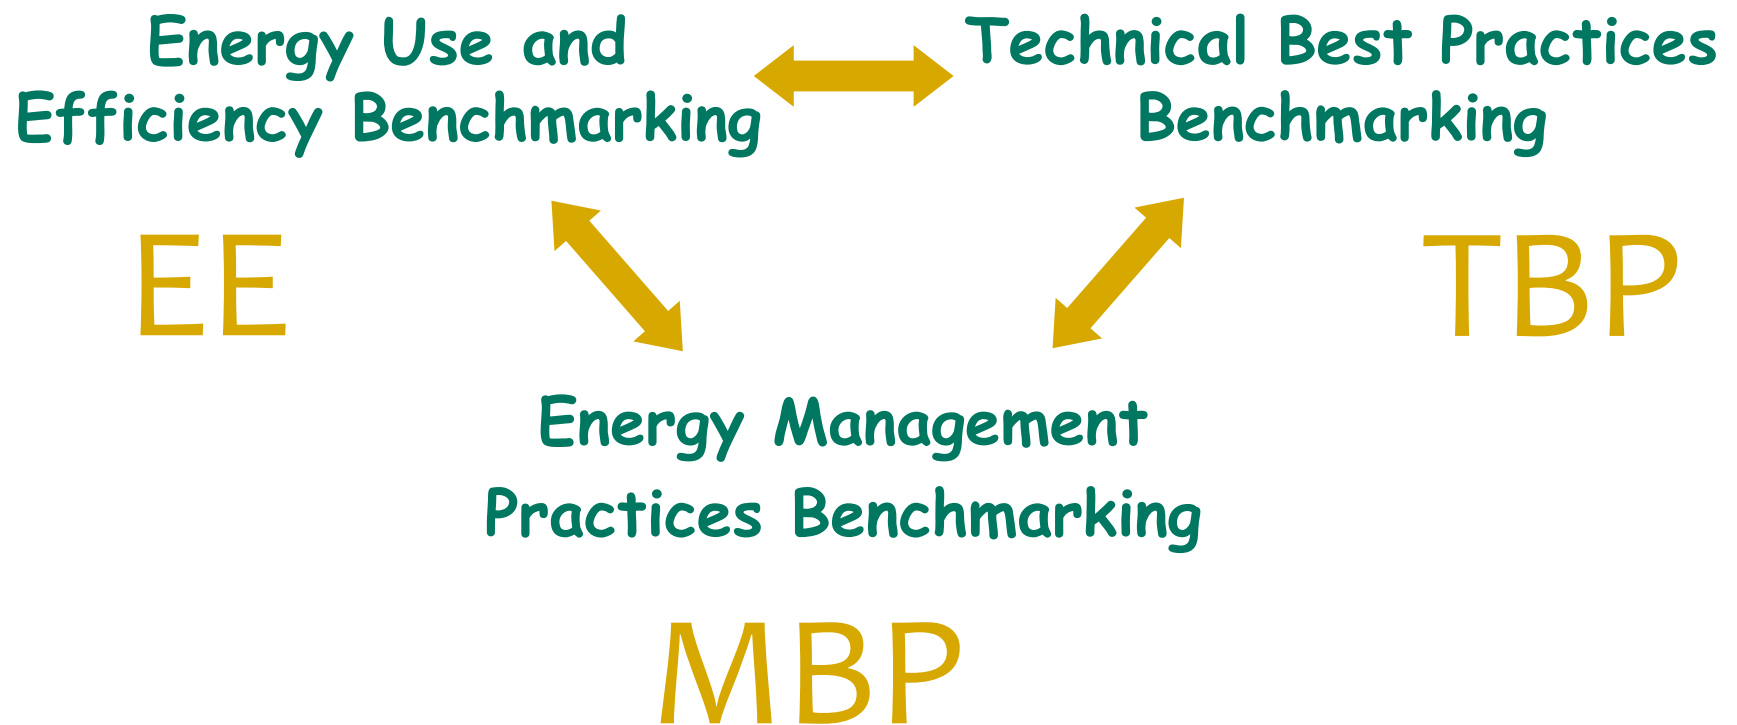 Energy Use and
Efficiency Benchmarking
Technical Best Practices
Benchmarking
EE
TBP
Energy Management
Practices Benchmarking
MBP